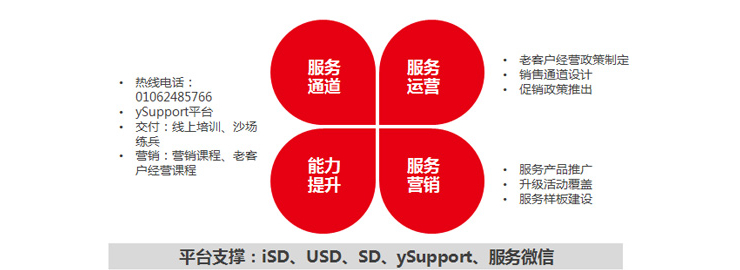 热线电话：
01062485766
ySupport平台
交付：线上培训、沙场
练兵
营销：营销课程、老客
户经营课程
服务
通道
服务
运营
能力
提升
服务
营销
老客户经营政策制定
销售通道设计
促销政策推出
服务产品推广
升级活动覆盖
服务样板建设
平台支撑：iSD、USD、SD、ySupport、服务微信